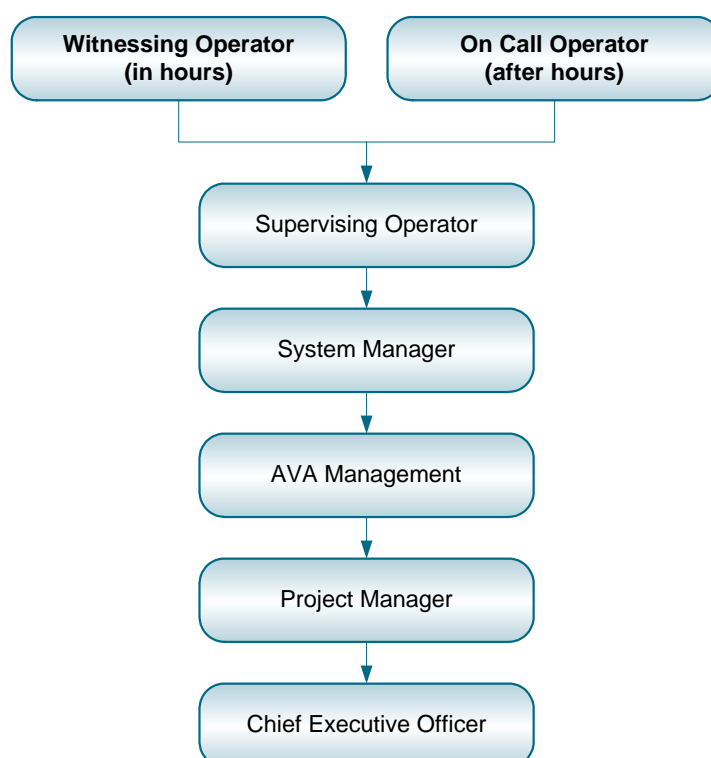 Witnessing Operator
(in hours)
On Call Operator
(after hours)
Supervising Operator
System Manager
AVA Management
Project Manager
Chief Executive Officer